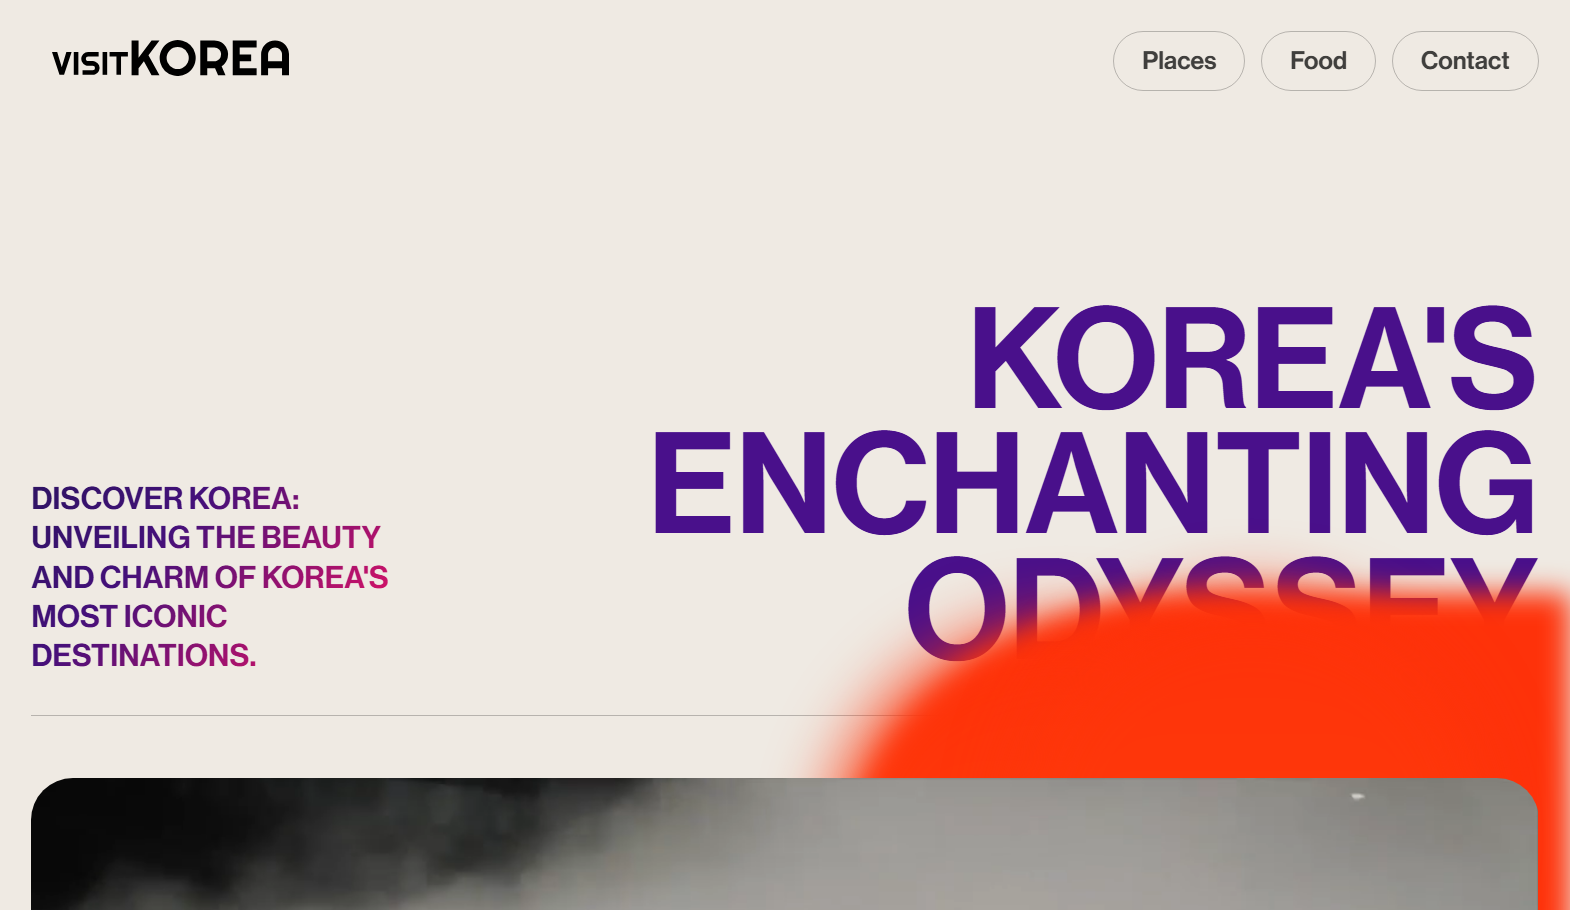 VISITKOREA
Places
Food
Contact
KOREA'S
ENCHANTING
ODYSSEY
DISCOVER KOREA:
UNVEILING THE BEAUTY
AND CHARM OF KOREA'S
MOST ICONIC
DESTINATIONS.